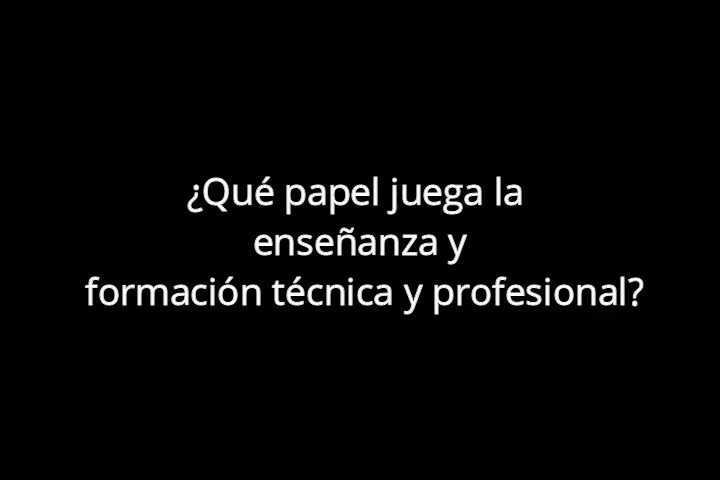 ¿Qué papel juega la
enseñanza y
formación técnica y profesional?